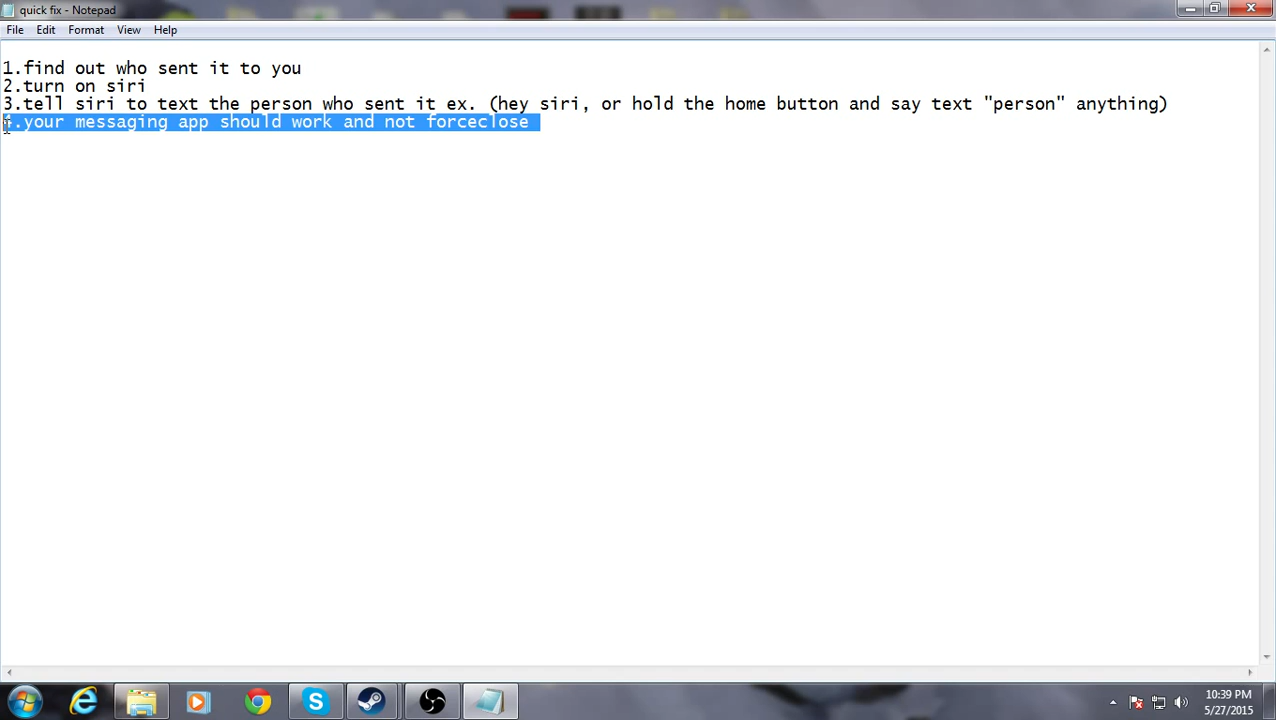 quick fix - Notepad
File Edit Format View Help
1.find out who sent it to you
2.turn on siri
3.tell siri to text the person who sent it ex. (hey siri, or hold the home button and say text "person" anything)
4.your messaging app should work and not forceclose
10:39 PM
5/27/2015